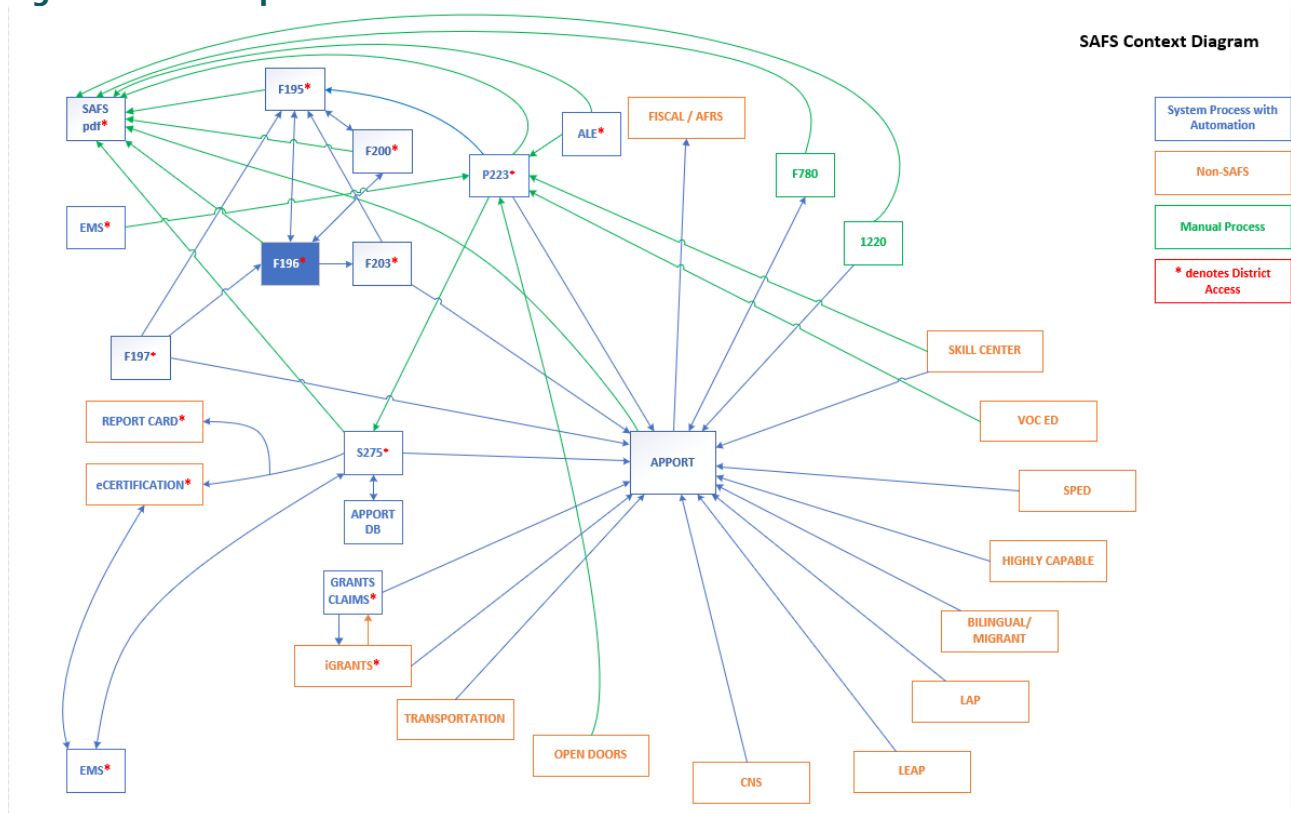 SAFS Context Diagram
SAFS
pdf*
F195*
F200*
ALE*
FISCAL / AFRS
System Process with
Automation
Non-SAFS
Manual Process
* denotes District
Access
P223*
F780
EMS*
1220
F196*
F203*
F197*
SKILL CENTER
REPORT CARD*
VOC ED
S275*
APPORT
eCERTIFICATION*
SPED
APPORT
DB
HIGHLY CAPABLE
GRANTS
CLAIMS*
BILINGUAL/
MIGRANT
iGRANTS*
LAP
TRANSPORTATION
OPEN DOORS
LEAP
EMS*
CNS